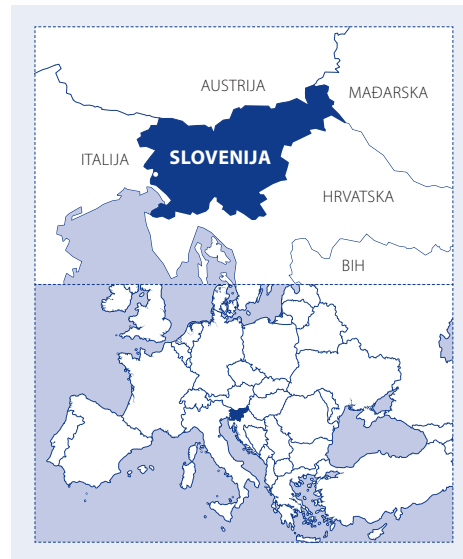 AUSTRIJA
MAĐARSKA
ITALIJA
SLOVENIJA
HRVATSKA
BIH